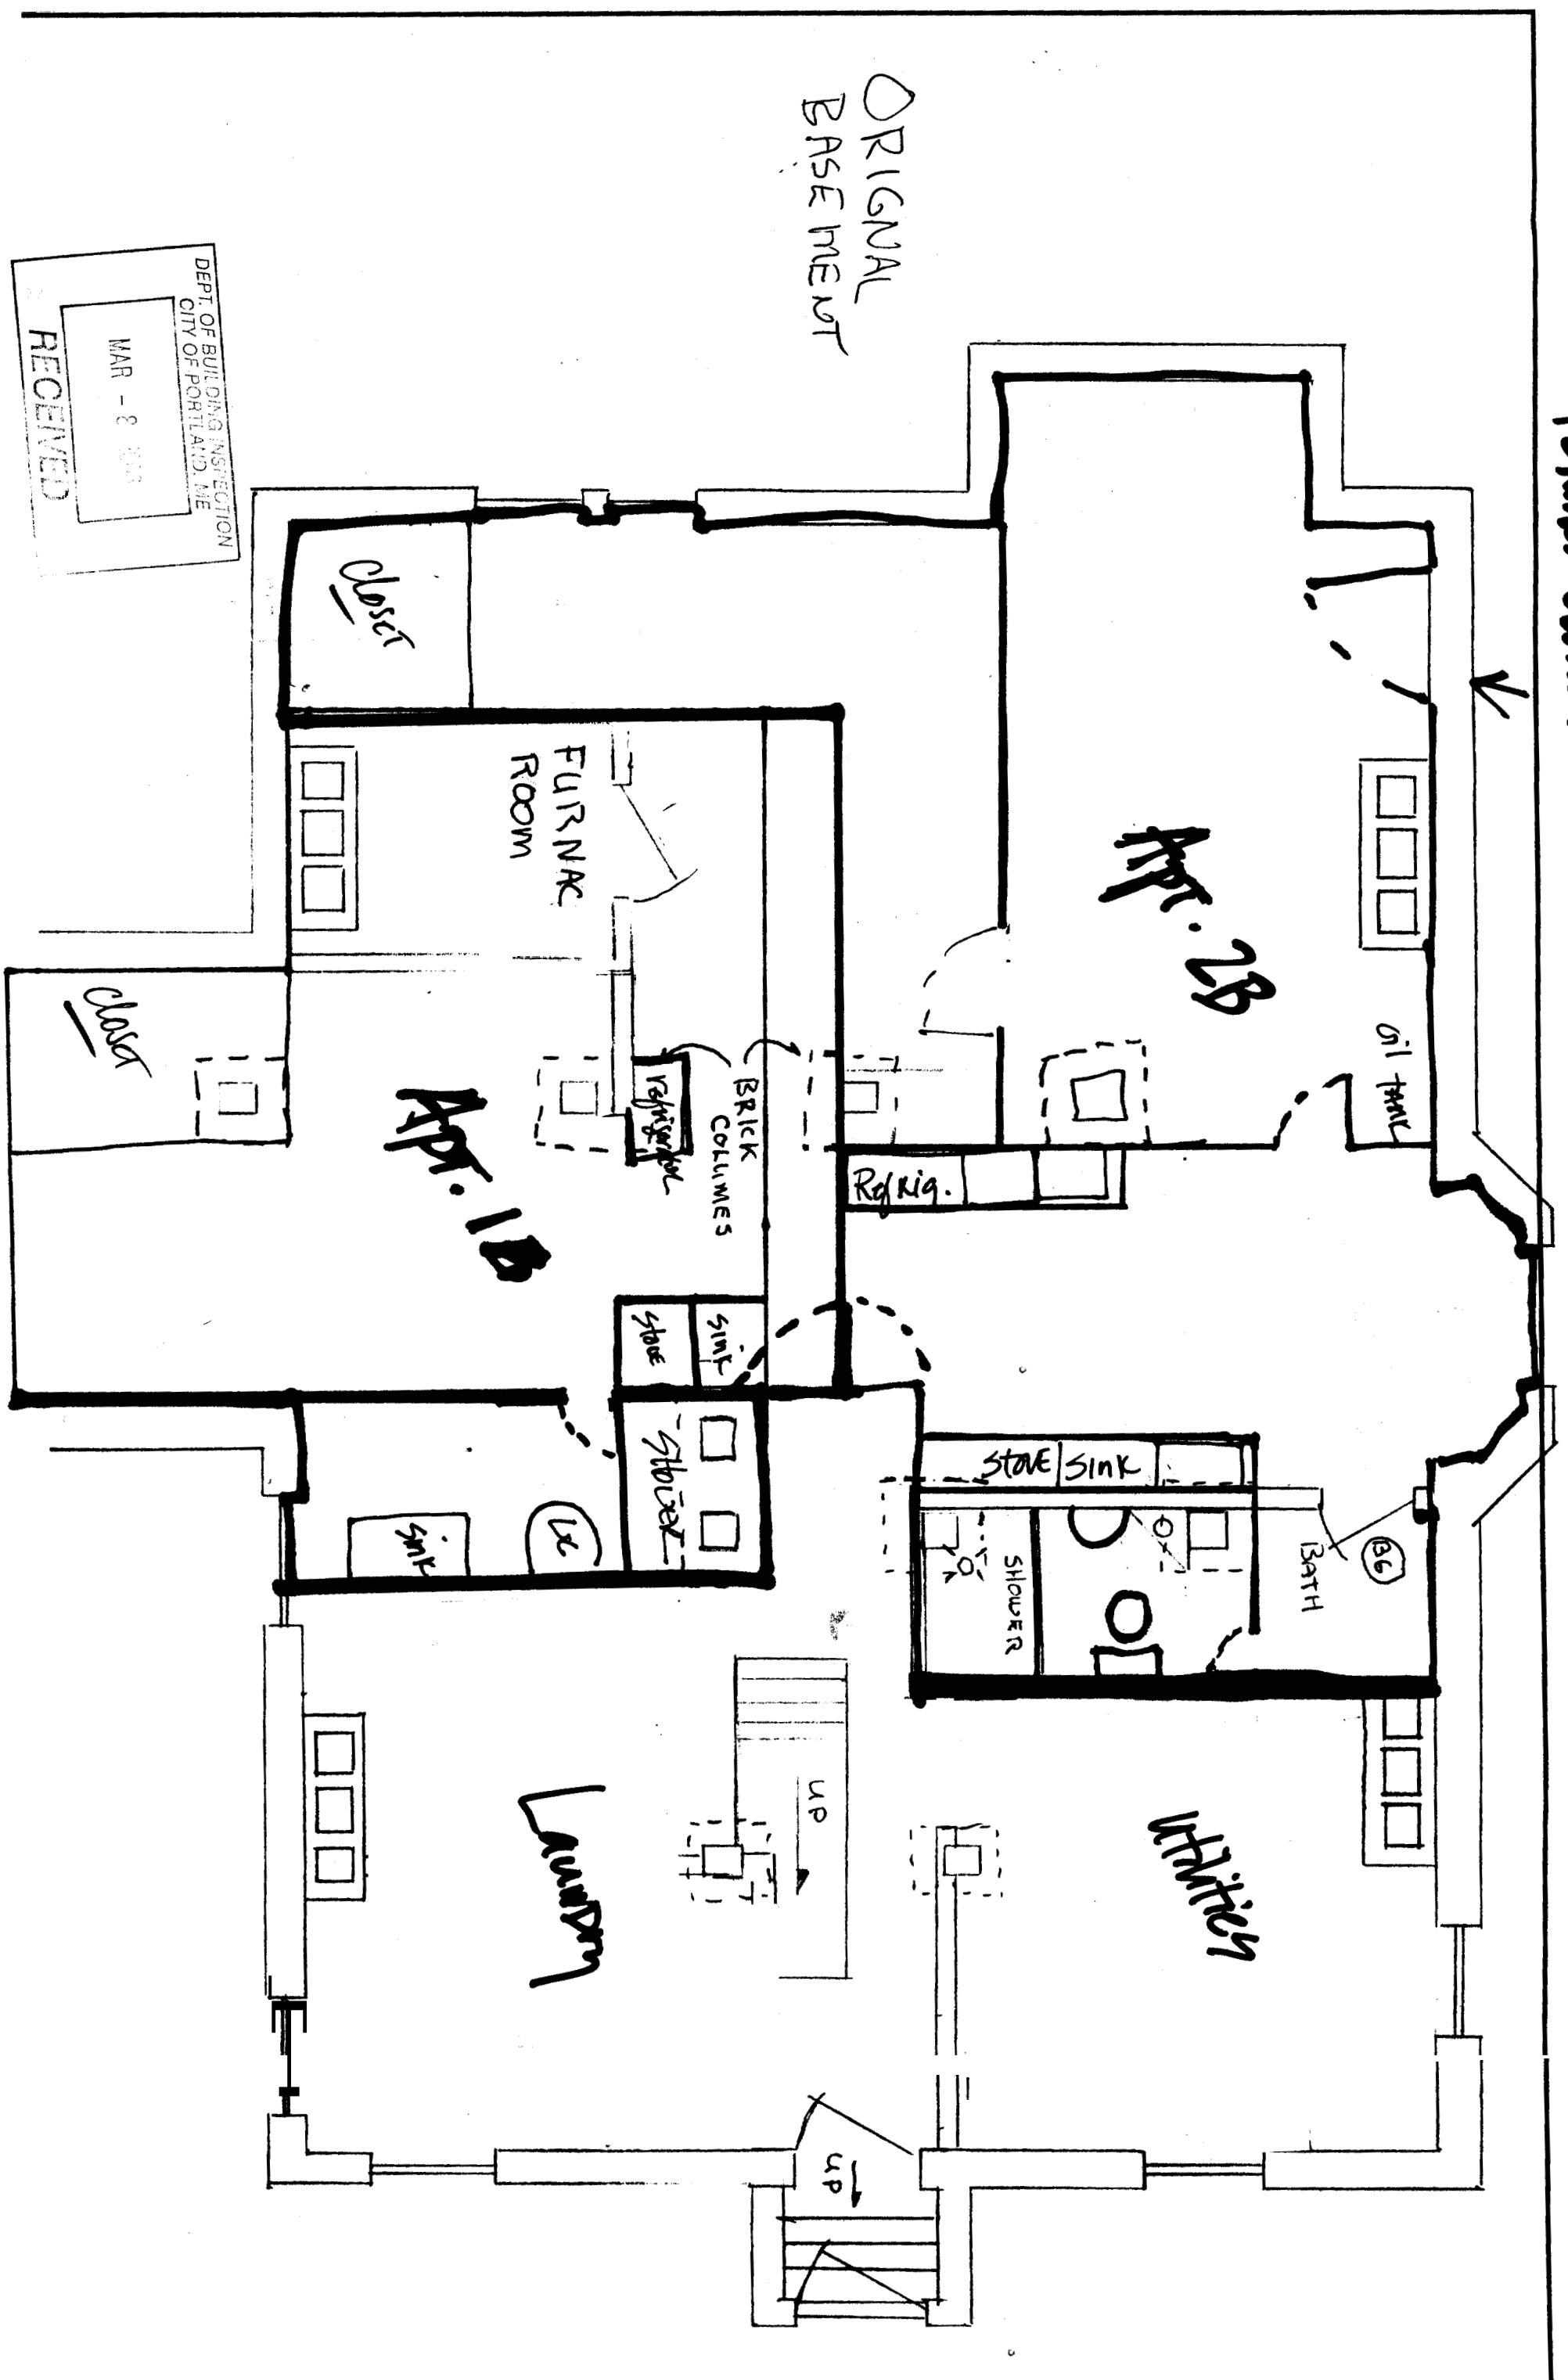 ORIGNAL
BASEMENT
DEPT. OF BUILDING INSPECTION
CITY OF PORTLAND, ME
MAR - 8
RECEIVED
Closet
FURNAC
ROOM
Apt. 2B
Oil TANK
Closet
Apt. 1B
refrigerator
BRICK
COLUMES
Refrig.
Stove
Sink
SHOWER
Sink
WC
Stove
Sink
SHOWER
BATH
B6
UP
Laundry
Utilities
UP